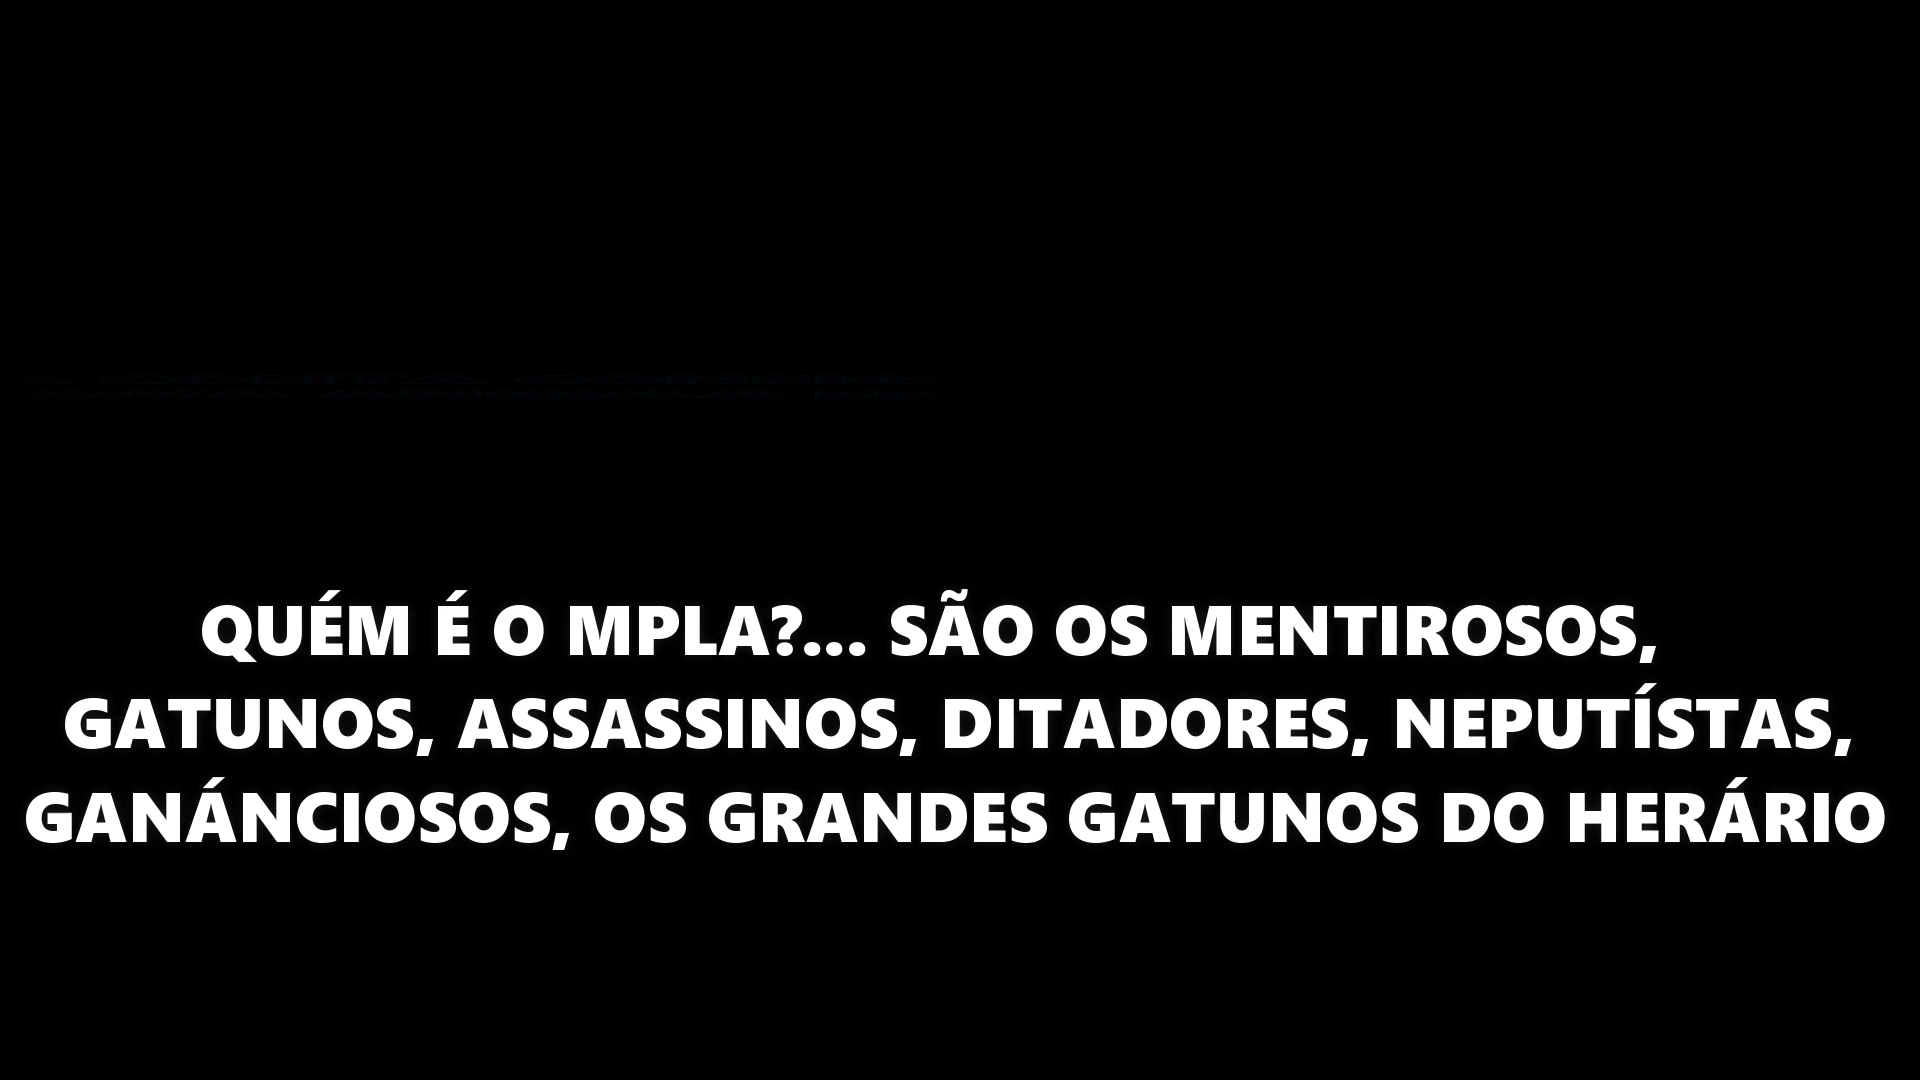 QUÉM É O MPLA?... SÃO OS MENTIROSOS,
GATUNOS, ASSASSINOS, DITADORES, NEPUTÍSTAS,
GANÁNCIOSOS, OS GRANDES GATUNOS DO HERÁRIO